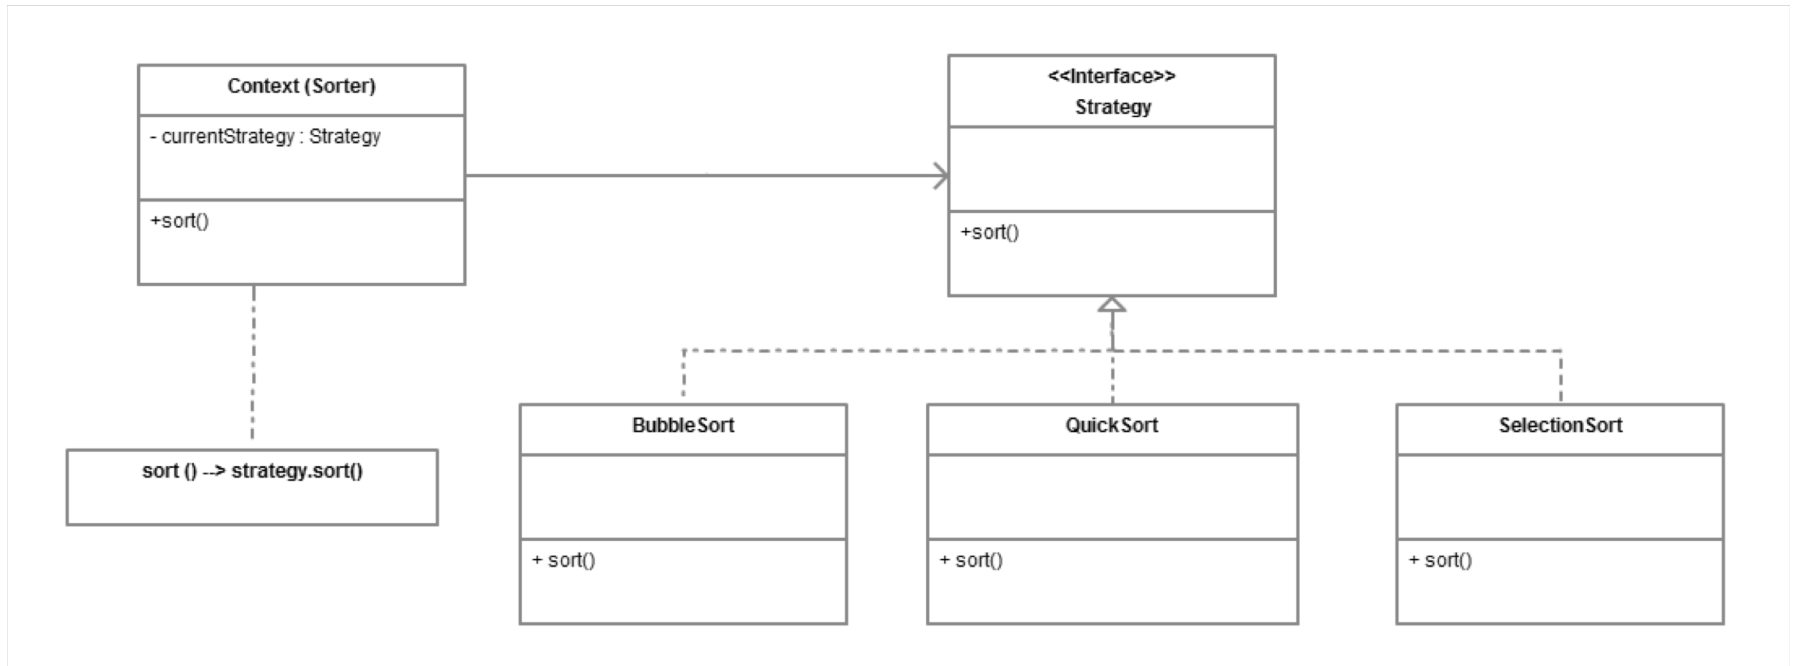 Context (Sorter)
- currentStrategy : Strategy
+sort()
<<Interface>>
Strategy
+sort()
sort () --> strategy.sort()
BubbleSort
+ sort()
QuickSort
+ sort()
SelectionSort
+ sort()